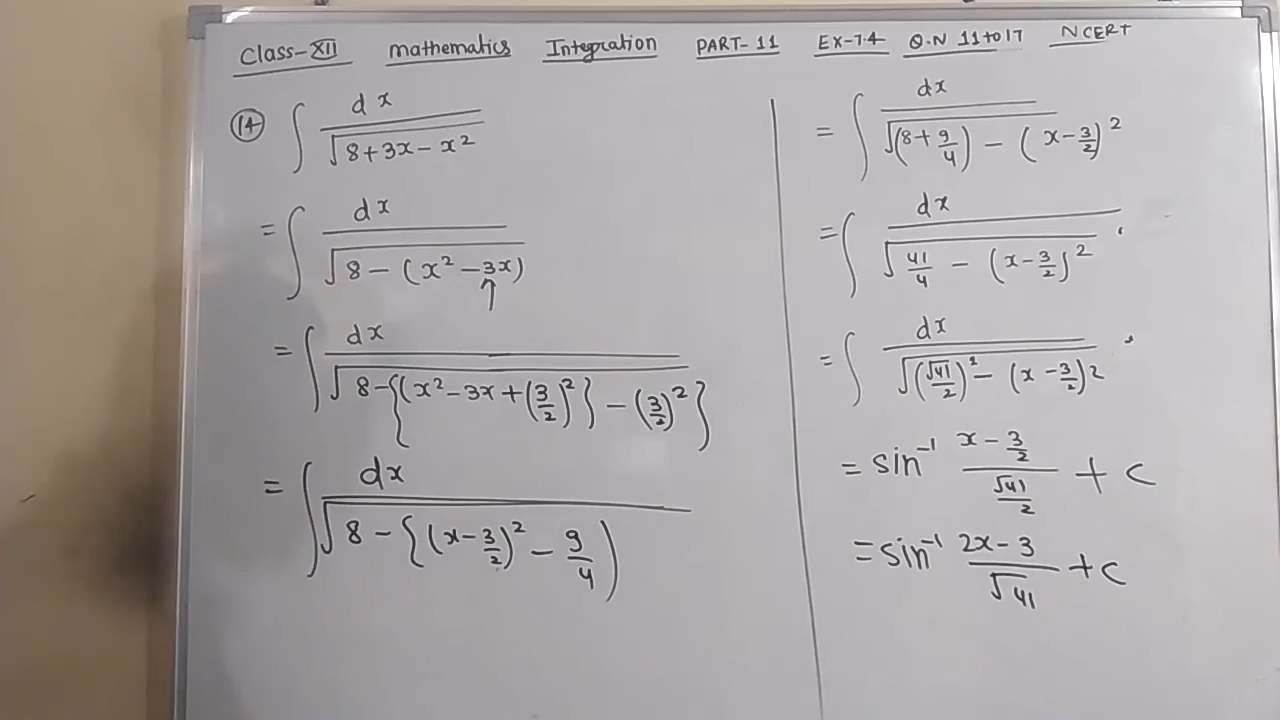 Class-XII mathematics Integration PART-11 EX-7.4 Q.N 11 to 17 NCERT
(14) ∫ dx / √(8+3x-x²)
= ∫ dx / √(8-(x²-3x))
= ∫ dx / √(8-{(x²-3x+(3/2)²}-(3/2)²}
= ∫ dx / √(8-{(x-3/2)²-9/4)
= ∫ dx / √((8+9/4)-(x-3/2)²
= ∫ dx / √(41/4-(x-3/2)²
= ∫ dx / √((√41/2)²-(x-3/2)2
= sin⁻¹ (x-3/2)/(√41/2) + c
= sin⁻¹ (2x-3)/√41 + c